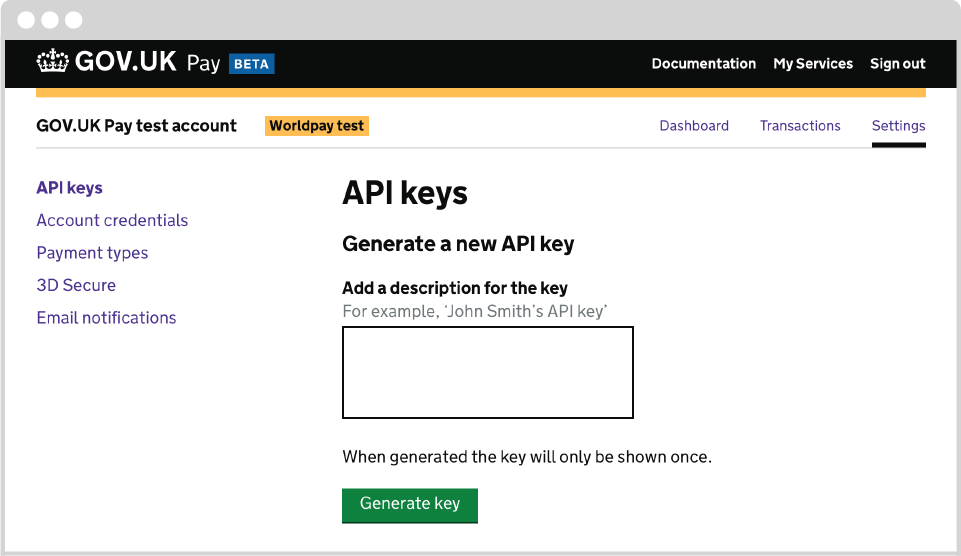 GOV.UK Pay BETA Documentation My Services Sign out
GOV.UK Pay test account Worldpay test Dashboard Transactions Settings
API keys
Account credentials
Payment types
3D Secure
Email notifications
API keys
Generate a new API key
Add a description for the key
For example, ‘John Smith’s API key’
When generated the key will only be shown once.
Generate key